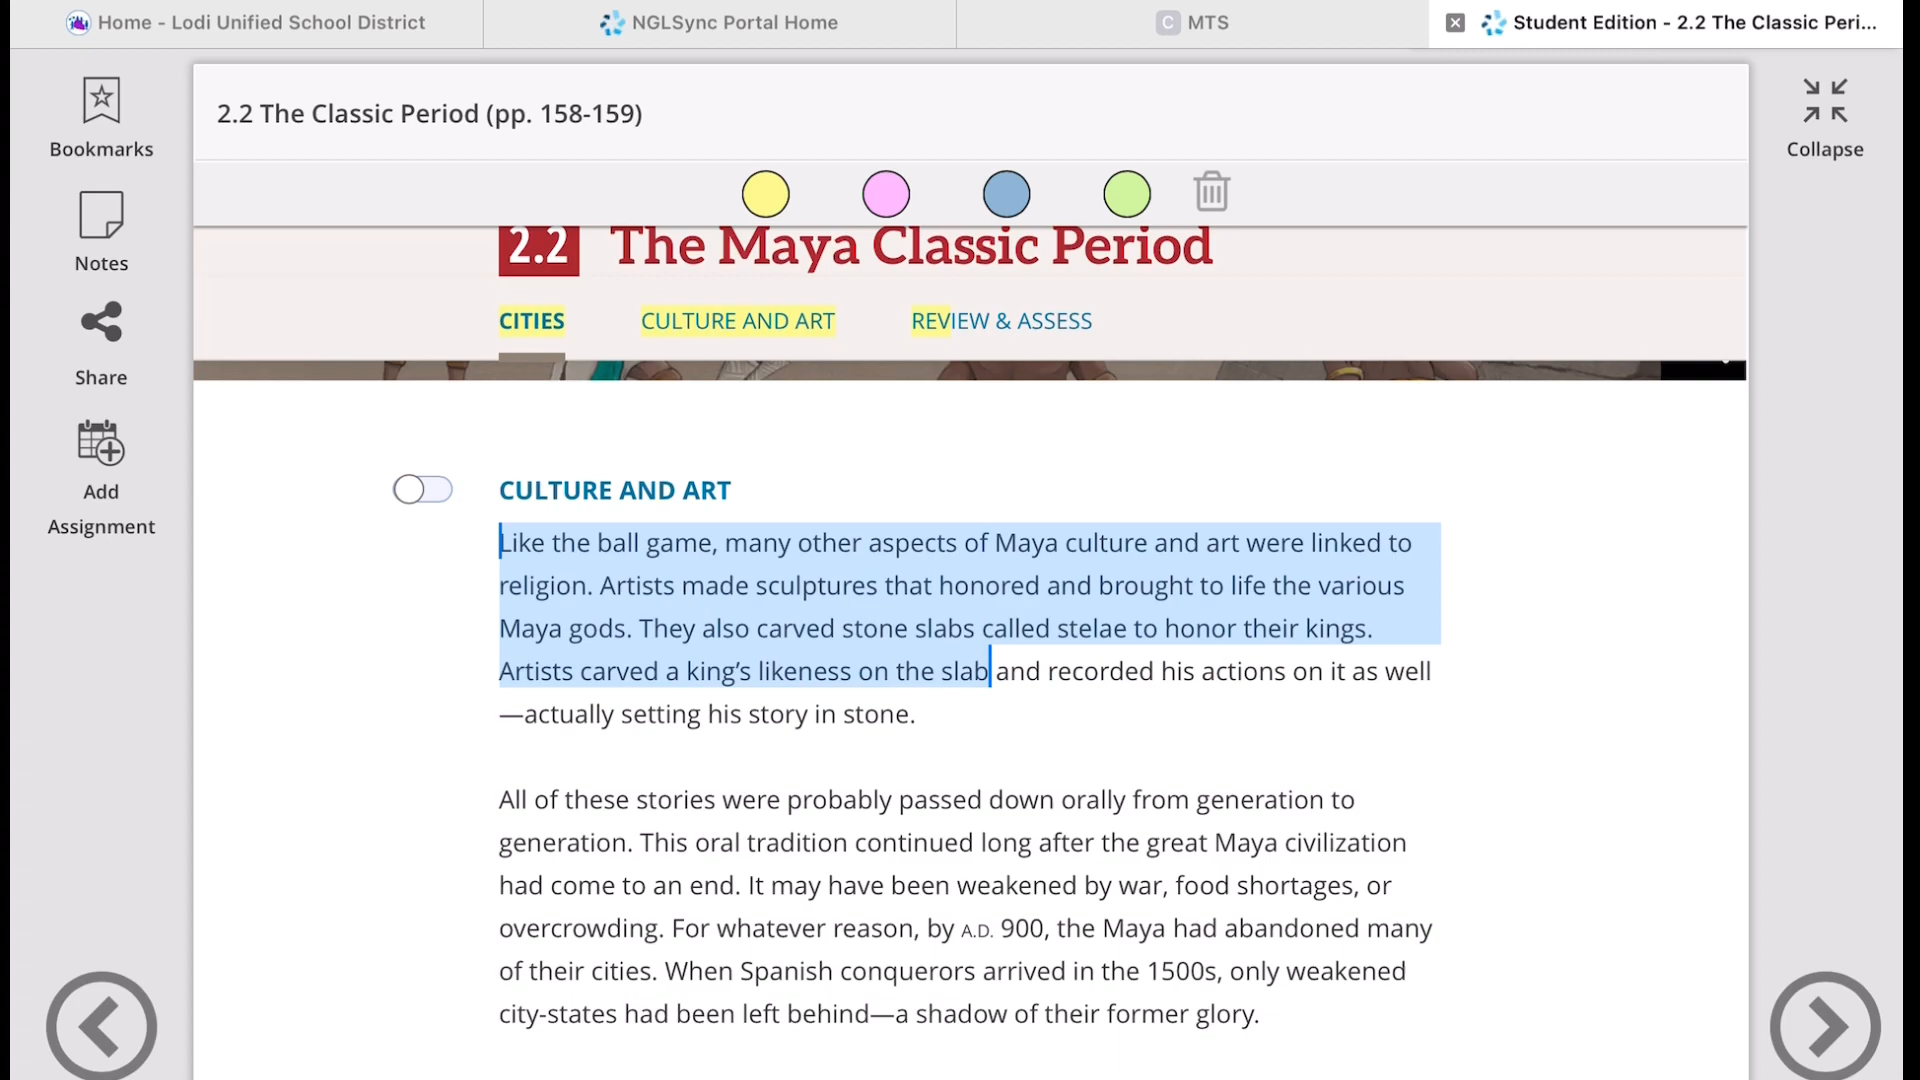 Home - Lodi Unified School District
NGLSync Portal Home
C MTS
Student Edition - 2.2 The Classic Peri...
Bookmarks
Notes
Share
Add
Assignment
2.2 The Classic Period (pp. 158-159)
2.2 The Maya Classic Period
CITIES CULTURE AND ART REVIEW & ASSESS
CULTURE AND ART
Like the ball game, many other aspects of Maya culture and art were linked to
religion. Artists made sculptures that honored and brought to life the various
Maya gods. They also carved stone slabs called stelae to honor their kings.
Artists carved a king’s likeness on the slab and recorded his actions on it as well
—actually setting his story in stone.
All of these stories were probably passed down orally from generation to
generation. This oral tradition continued long after the great Maya civilization
had come to an end. It may have been weakened by war, food shortages, or
overcrowding. For whatever reason, by A.D. 900, the Maya had abandoned many
of their cities. When Spanish conquerors arrived in the 1500s, only weakened
city-states had been left behind—a shadow of their former glory.
Collapse